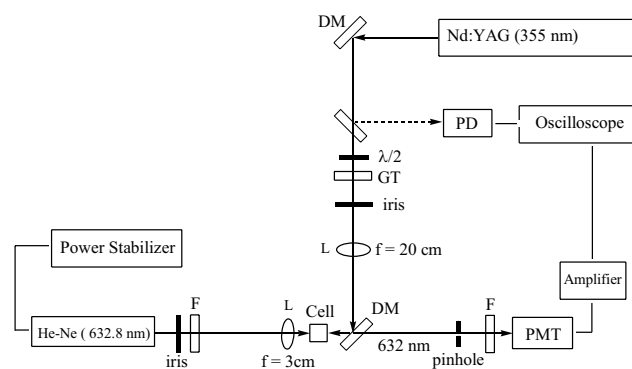 DM
Nd:YAG (355 nm)
PD
Oscilloscope
λ/2
GT
iris
L
f = 20 cm
Power Stabilizer
Amplifier
F
L
Cell
DM
F
He-Ne ( 632.8 nm)
632 nm
PMT
iris
f = 3cm
pinhole